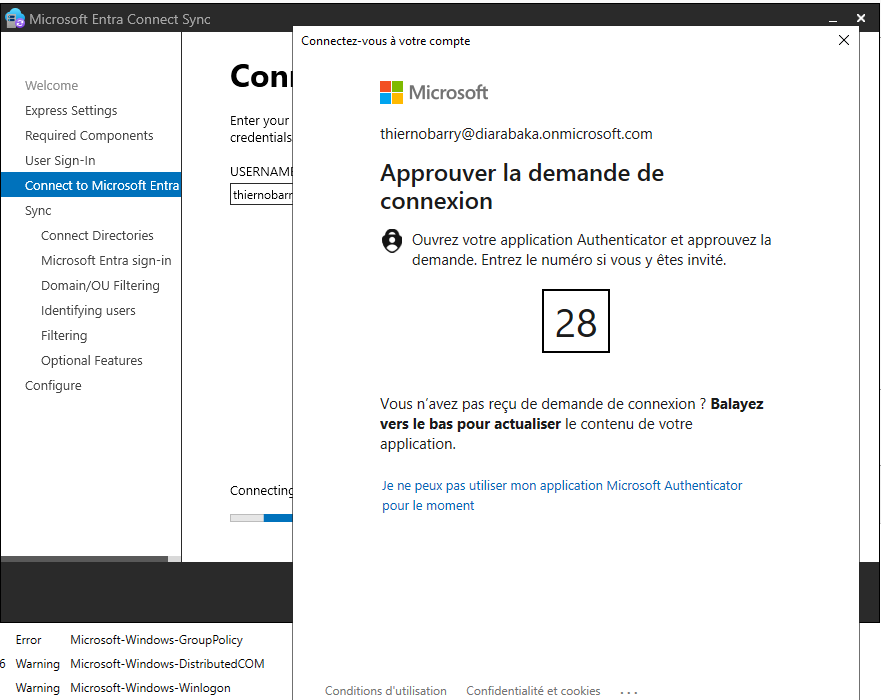 Microsoft Entra Connect Sync
Welcome
Express Settings
Required Components
User Sign-In
Connect to Microsoft Entra
Sync
Connect Directories
Microsoft Entra sign-in
Domain/OU Filtering
Identifying users
Filtering
Optional Features
Configure
Conn
Enter your
credentials
USERNAME
thiernobarr
Connecting
Connectez-vous à votre compte
Microsoft
thiernobarry@diarabaka.onmicrosoft.com
Approuver la demande de
connexion
Ouvrez votre application Authenticator et approuvez la
demande. Entrez le numéro si vous y êtes invité.
28
Vous n’avez pas reçu de demande de connexion ? Balayez
vers le bas pour actualiser le contenu de votre
application.
Je ne peux pas utiliser mon application Microsoft Authenticator
pour le moment
Conditions d'utilisation Confidentialité et cookies ...
Error Microsoft-Windows-GroupPolicy
6 Warning Microsoft-Windows-DistributedCOM
Warning Microsoft-Windows-Winlogon